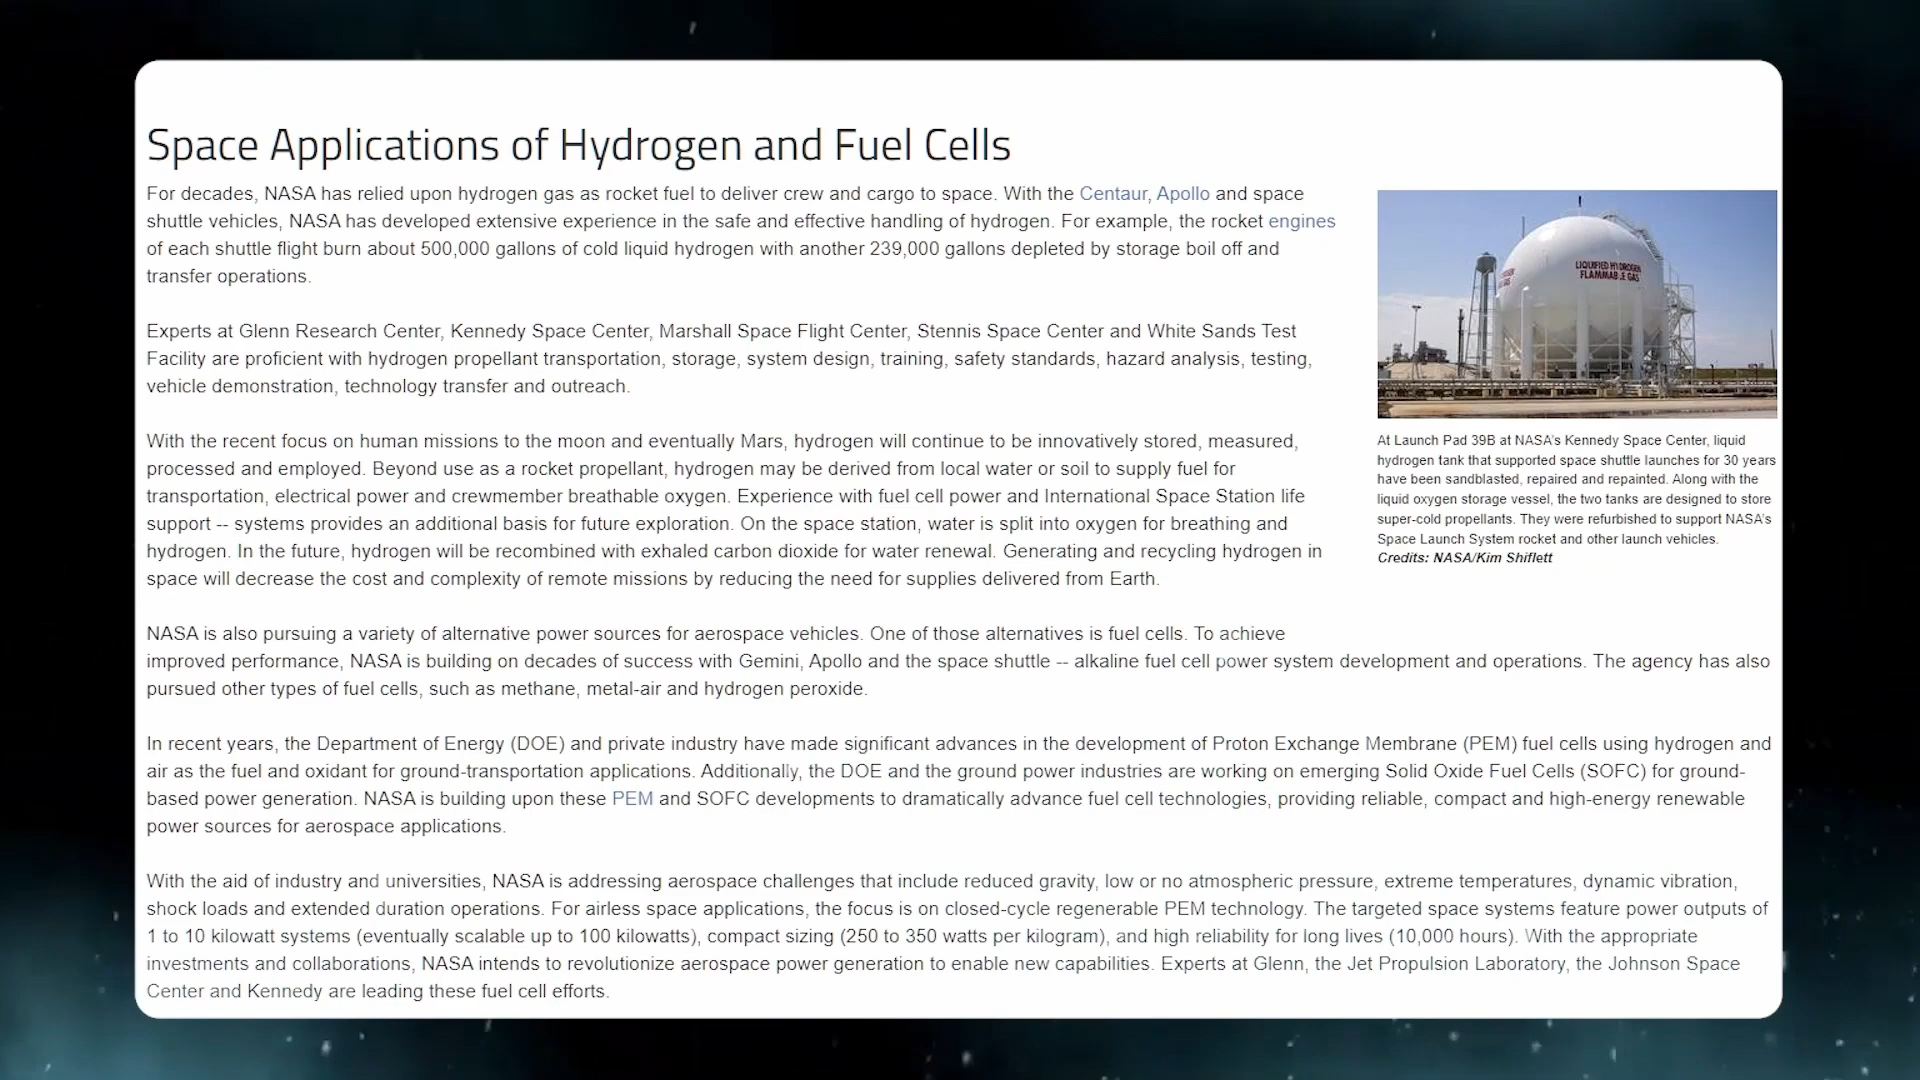 Space Applications of Hydrogen and Fuel Cells
For decades, NASA has relied upon hydrogen gas as rocket fuel to deliver crew and cargo to space. With the Centaur, Apollo and space
shuttle vehicles, NASA has developed extensive experience in the safe and effective handling of hydrogen. For example, the rocket engines
of each shuttle flight burn about 500,000 gallons of cold liquid hydrogen with another 239,000 gallons depleted by storage boil off and
transfer operations.
Experts at Glenn Research Center, Kennedy Space Center, Marshall Space Flight Center, Stennis Space Center and White Sands Test
Facility are proficient with hydrogen propellant transportation, storage, system design, training, safety standards, hazard analysis, testing,
vehicle demonstration, technology transfer and outreach.
With the recent focus on human missions to the moon and eventually Mars, hydrogen will continue to be innovatively stored, measured,
processed and employed. Beyond use as a rocket propellant, hydrogen may be derived from local water or soil to supply fuel for
transportation, electrical power and crewmember breathable oxygen. Experience with fuel cell power and International Space Station life
support -- systems provides an additional basis for future exploration. On the space station, water is split into oxygen for breathing and
hydrogen. In the future, hydrogen will be recombined with exhaled carbon dioxide for water renewal. Generating and recycling hydrogen in
space will decrease the cost and complexity of remote missions by reducing the need for supplies delivered from Earth.
NASA is also pursuing a variety of alternative power sources for aerospace vehicles. One of those alternatives is fuel cells. To achieve
improved performance, NASA is building on decades of success with Gemini, Apollo and the space shuttle -- alkaline fuel cell power system development and operations. The agency has also
pursued other types of fuel cells, such as methane, metal-air and hydrogen peroxide.
In recent years, the Department of Energy (DOE) and private industry have made significant advances in the development of Proton Exchange Membrane (PEM) fuel cells using hydrogen and
air as the fuel and oxidant for ground-transportation applications. Additionally, the DOE and the ground power industries are working on emerging Solid Oxide Fuel Cells (SOFC) for ground-
based power generation. NASA is building upon these PEM and SOFC developments to dramatically advance fuel cell technologies, providing reliable, compact and high-energy renewable
power sources for aerospace applications.
With the aid of industry and universities, NASA is addressing aerospace challenges that include reduced gravity, low or no atmospheric pressure, extreme temperatures, dynamic vibration,
shock loads and extended duration operations. For airless space applications, the focus is on closed-cycle regenerable PEM technology. The targeted space systems feature power outputs of
1 to 10 kilowatt systems (eventually scalable up to 100 kilowatts), compact sizing (250 to 350 watts per kilogram), and high reliability for long lives (10,000 hours). With the appropriate
investments and collaborations, NASA intends to revolutionize aerospace power generation to enable new capabilities. Experts at Glenn, the Jet Propulsion Laboratory, the Johnson Space
Center and Kennedy are leading these fuel cell efforts.
LIQUIFIED HYDROGEN
FLAMMABLE GAS
At Launch Pad 39B at NASA's Kennedy Space Center, liquid
hydrogen tank that supported space shuttle launches for 30 years
have been sandblasted, repaired and repainted. Along with the
liquid oxygen storage vessel, the two tanks are designed to store
super-cold propellants. They were refurbished to support NASA's
Space Launch System rocket and other launch vehicles.
Credits: NASA/Kim Shiflett